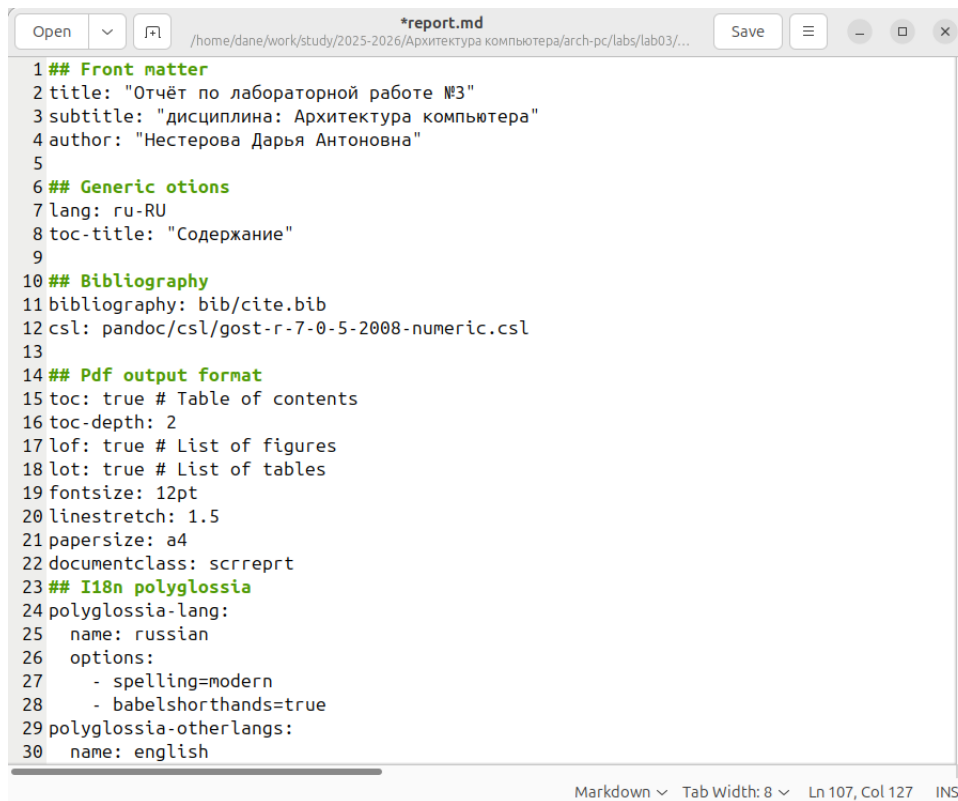 Open
*report.md
/home/dane/work/study/2025-2026/Архитектура компьютера/arch-pc/labs/lab03/...
Save
1 ## Front matter
2 title: "Отчёт по лабораторной работе №3"
3 subtitle: "дисциплина: Архитектура компьютера"
4 author: "Нестерова Дарья Антоновна"
5
6 ## Generic otions
7 lang: ru-RU
8 toc-title: "Содержание"
9
10 ## Bibliography
11 bibliography: bib/cite.bib
12 csl: pandoc/csl/gost-r-7-0-5-2008-numeric.csl
13
14 ## Pdf output format
15 toc: true # Table of contents
16 toc-depth: 2
17 lof: true # List of figures
18 lot: true # List of tables
19 fontsize: 12pt
20 linestretch: 1.5
21 papersize: a4
22 documentclass: scrreprt
23 ## I18n polyglossia
24 polyglossia-lang:
25   name: russian
26   options:
27     - spelling=modern
28     - babelshorthands=true
29 polyglossia-otherlangs:
30   name: english
Markdown Tab Width: 8 Ln 107, Col 127 INS